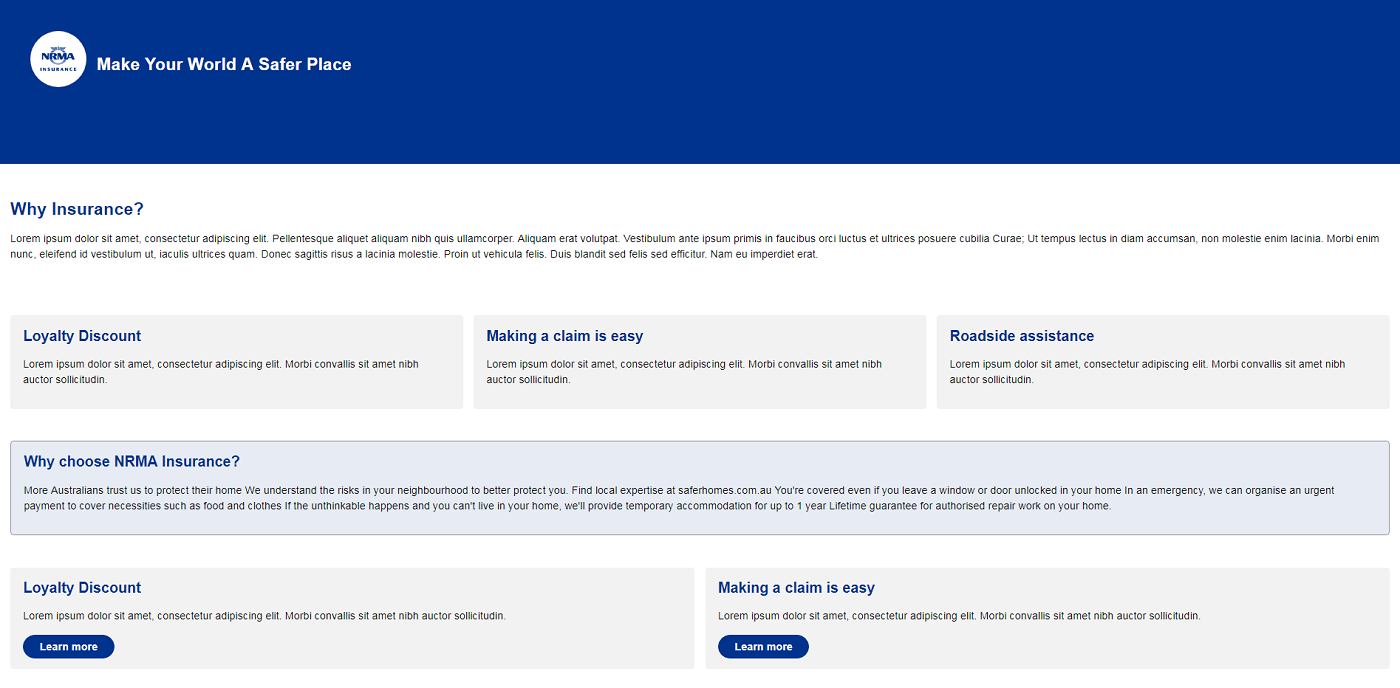 NRMA
INSURANCE
Make Your World A Safer Place
Why Insurance?
Lorem ipsum dolor sit amet, consectetur adipiscing elit. Pellentesque aliquet aliquam nibh quis ullamcorper. Aliquam erat volutpat. Vestibulum ante ipsum primis in faucibus orci luctus et ultrices posuere cubilia Curae; Ut tempus lectus in diam accumsan, non molestie enim lacinia. Morbi enim
nunc, eleifend id vestibulum ut, iaculis ultrices quam. Donec sagittis risus a lacinia molestie. Proin ut vehicula felis. Duis blandit sed felis sed efficitur. Nam eu imperdiet erat.
Loyalty Discount
Lorem ipsum dolor sit amet, consectetur adipiscing elit. Morbi convallis sit amet nibh
auctor sollicitudin.
Making a claim is easy
Lorem ipsum dolor sit amet, consectetur adipiscing elit. Morbi convallis sit amet nibh
auctor sollicitudin.
Roadside assistance
Lorem ipsum dolor sit amet, consectetur adipiscing elit. Morbi convallis sit amet nibh
auctor sollicitudin.
Why choose NRMA Insurance?
More Australians trust us to protect their home We understand the risks in your neighbourhood to better protect you. Find local expertise at saferhomes.com.au You're covered even if you leave a window or door unlocked in your home In an emergency, we can organise an urgent
payment to cover necessities such as food and clothes If the unthinkable happens and you can't live in your home, we'll provide temporary accommodation for up to 1 year Lifetime guarantee for authorised repair work on your home.
Loyalty Discount
Lorem ipsum dolor sit amet, consectetur adipiscing elit. Morbi convallis sit amet nibh auctor sollicitudin.
Learn more
Making a claim is easy
Lorem ipsum dolor sit amet, consectetur adipiscing elit. Morbi convallis sit amet nibh auctor sollicitudin.
Learn more